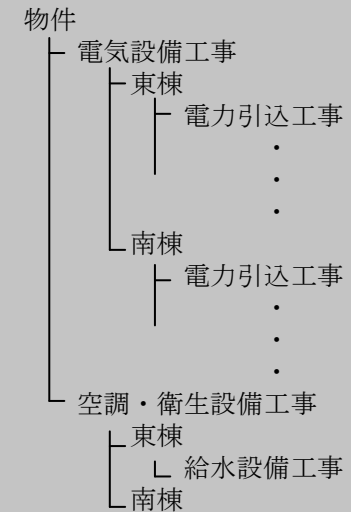 物件
電気設備工事
東棟
電力引込工事
・
・
・
南棟
電力引込工事
・
・
・
空調・衛生設備工事
東棟
給水設備工事
南棟